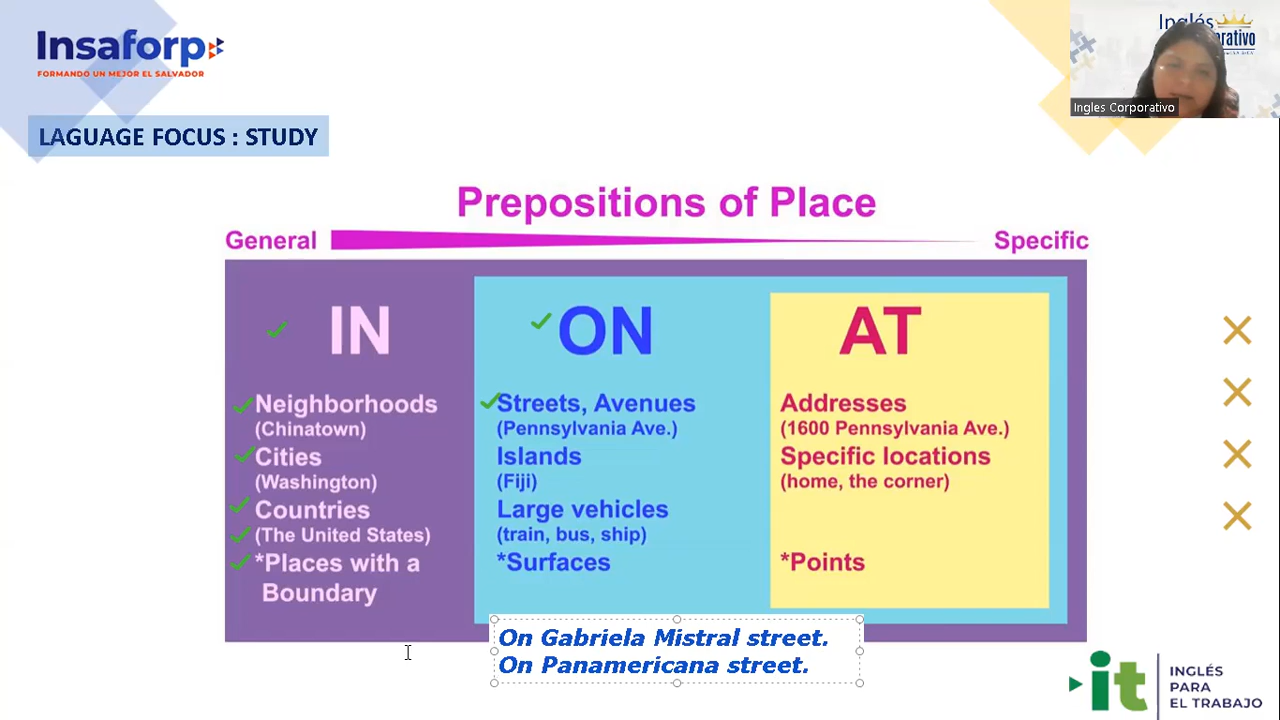 Insaforp
FORMANDO UN MEJOR EL SALVADOR
Inglés
Ingles Corporativo
LAGUAGE FOCUS : STUDY
Prepositions of Place
General
Specific
IN
Neighborhoods
(Chinatown)
Cities
(Washington)
Countries
(The United States)
*Places with a
Boundary
ON
Streets, Avenues
(Pennsylvania Ave.)
Islands
(Fiji)
Large vehicles
(train, bus, ship)
*Surfaces
AT
Addresses
(1600 Pennsylvania Ave.)
Specific locations
(home, the corner)
*Points
On Gabriela Mistral street.
On Panamericana street.
it
INGLÉS
PARA
EL TRABAJO